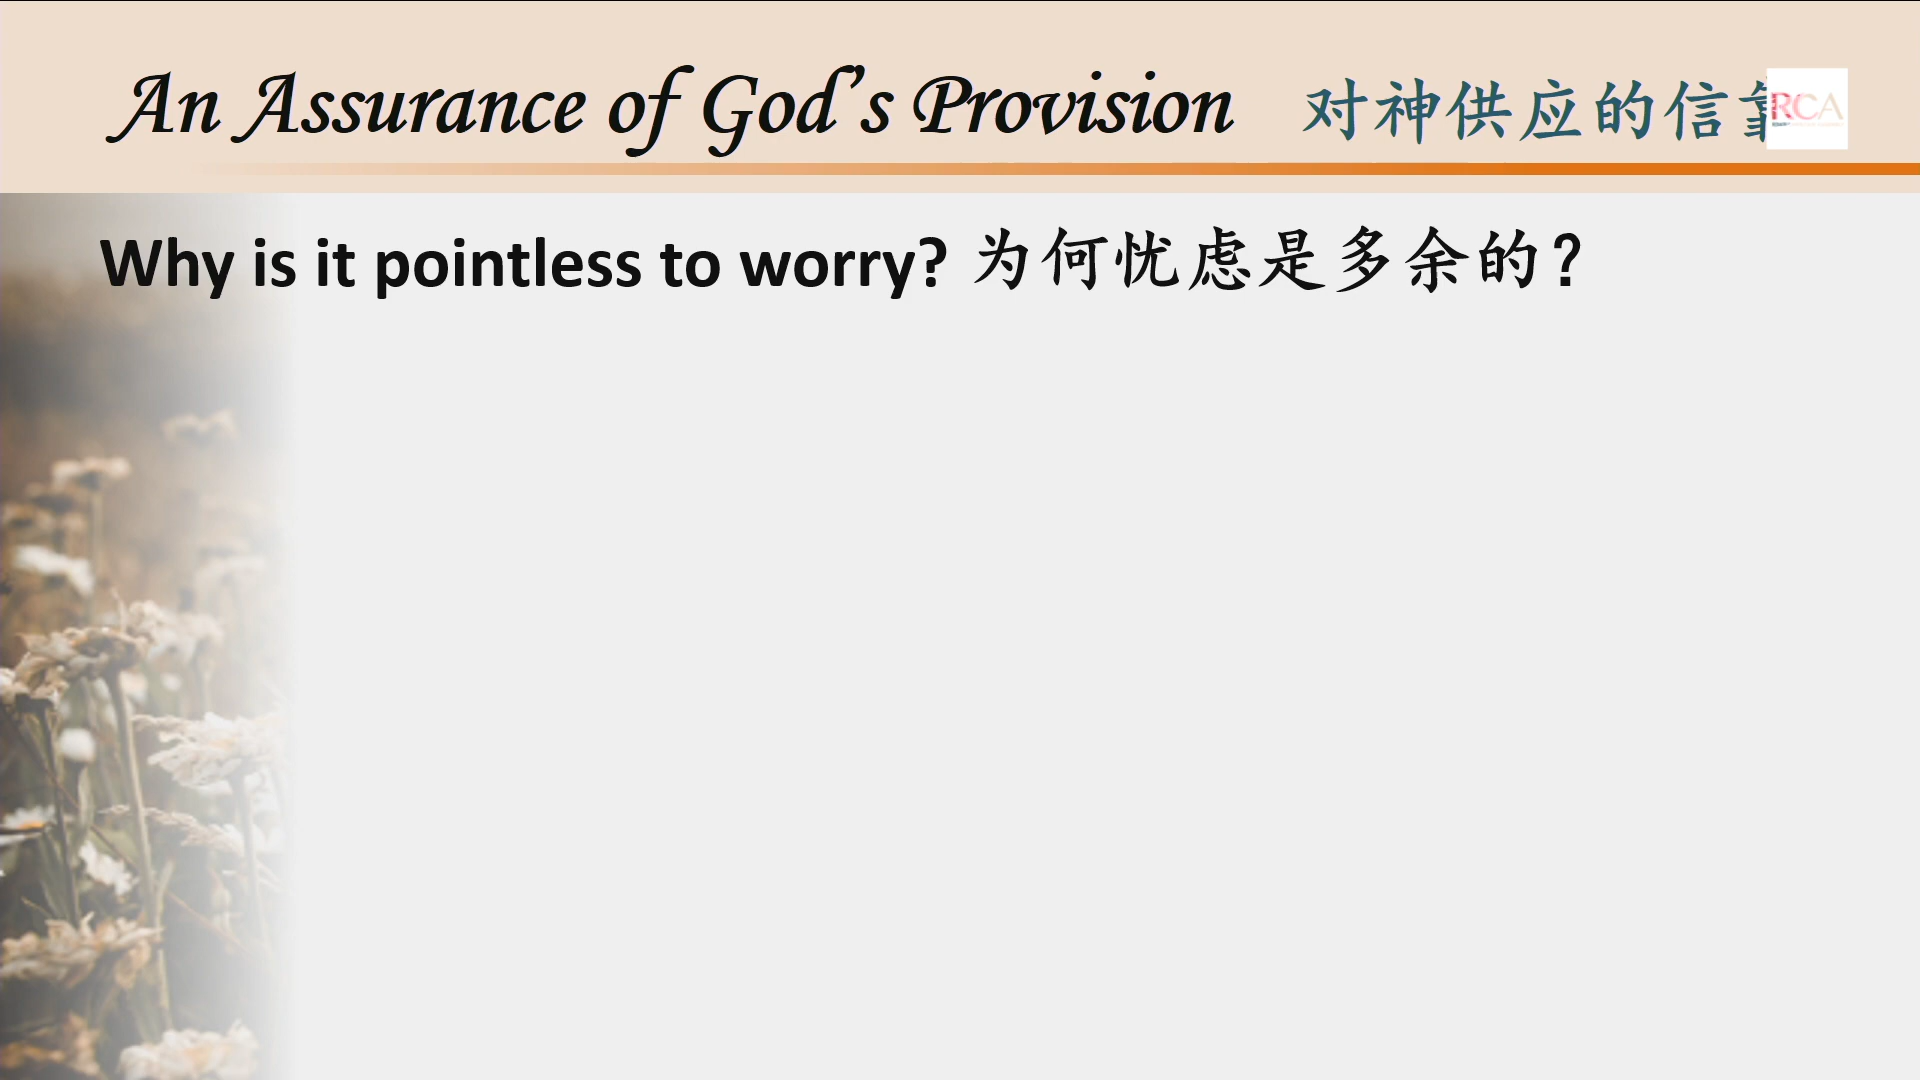 An Assurance of God’s Provision 对神供应的信
RCA
Why is it pointless to worry? 为何忧虑是多余的？